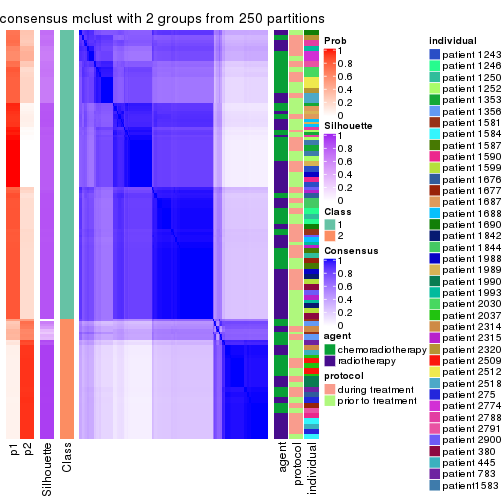 consensus mclust with 2 groups from 250 partitions
Prob
1
0.8
0.6
0.4
0.2
0
Silhouette
1
0.8
0.6
0.4
0.2
0
Class
1
2
Consensus
1
0.8
0.6
0.4
0.2
0
agent
chemoradiotherapy
radiotherapy
protocol
during treatment
prior to treatment
individual
patient 1243
patient 1246
patient 1250
patient 1252
patient 1353
patient 1356
patient 1581
patient 1584
patient 1587
patient 1590
patient 1599
patient 1676
patient 1677
patient 1687
patient 1688
patient 1690
patient 1842
patient 1844
patient 1988
patient 1989
patient 1990
patient 1993
patient 2030
patient 2037
patient 2314
patient 2315
patient 2320
patient 2509
patient 2512
patient 2518
patient 275
patient 2774
patient 2788
patient 2791
patient 2900
patient 380
patient 445
patient 783
patient1583
p1
p2
Silhouette
Class
agent
protocol
individual